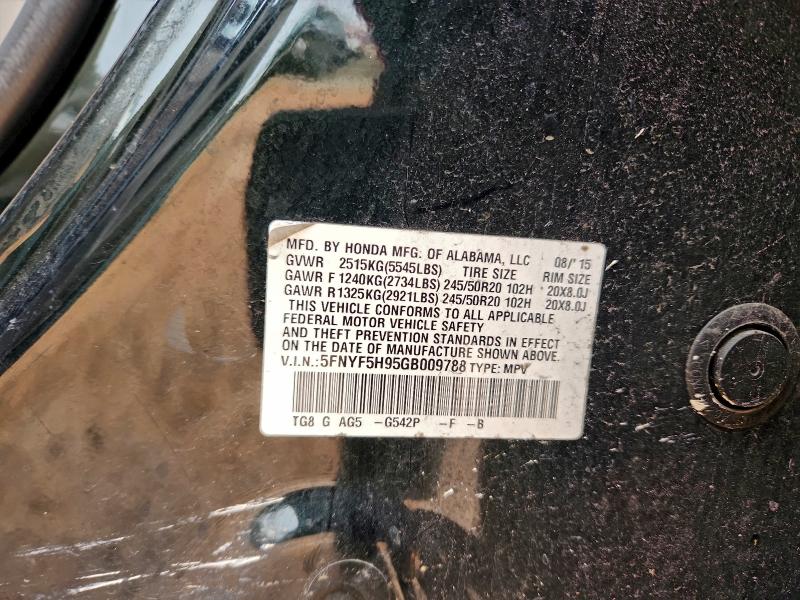 MFD. BY HONDA MFG. OF ALABAMA, LLC 08/'15
GVWR 2515KG(5545LBS) TIRE SIZE RIM SIZE
GAWR F 1240KG(2734LBS) 245/50R20 102H 20X8.0J
GAWR R1325KG(2921LBS) 245/50R20 102H 20X8.0J
THIS VEHICLE CONFORMS TO ALL APPLICABLE
FEDERAL MOTOR VEHICLE SAFETY
AND THEFT PREVENTION STANDARDS IN EFFECT
ON THE DATE OF MANUFACTURE SHOWN ABOVE.
V.I.N.:5FNYF5H95GB009788 TYPE: MPV
TG8 G AG5 -G542P -F -B